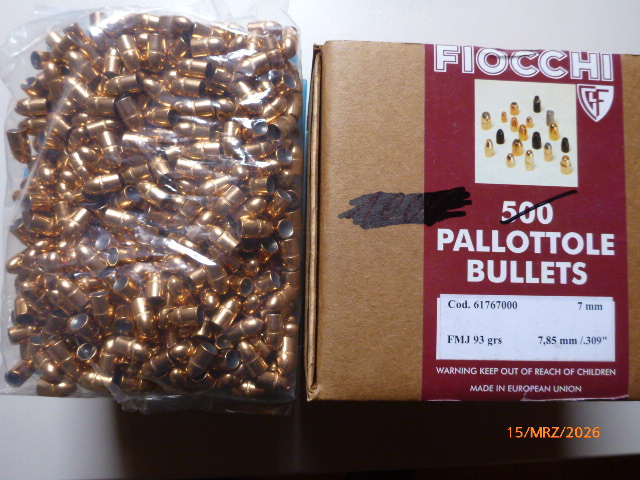 FIOCCHI
GF
500
PALLOTTOLE
BULLETS
Cod. 61767000 7 mm
FMJ 93 grs 7,85 mm /.309"
WARNING KEEP OUT OF REACH OF CHILDREN
MADE IN EUROPEAN UNION
15/MRZ/2026